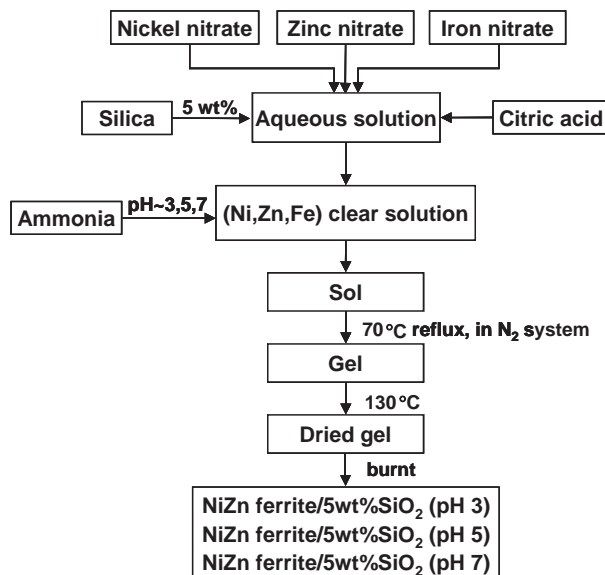 Nickel nitrate Zinc nitrate Iron nitrate
Silica 5 wt% Aqueous solution Citric acid
Ammonia pH~3,5,7 (Ni,Zn,Fe) clear solution
Sol
70°C reflux, in N₂ system
Gel
130°C
Dried gel
burnt
NiZn ferrite/5wt%SiO₂ (pH 3)
NiZn ferrite/5wt%SiO₂ (pH 5)
NiZn ferrite/5wt%SiO₂ (pH 7)